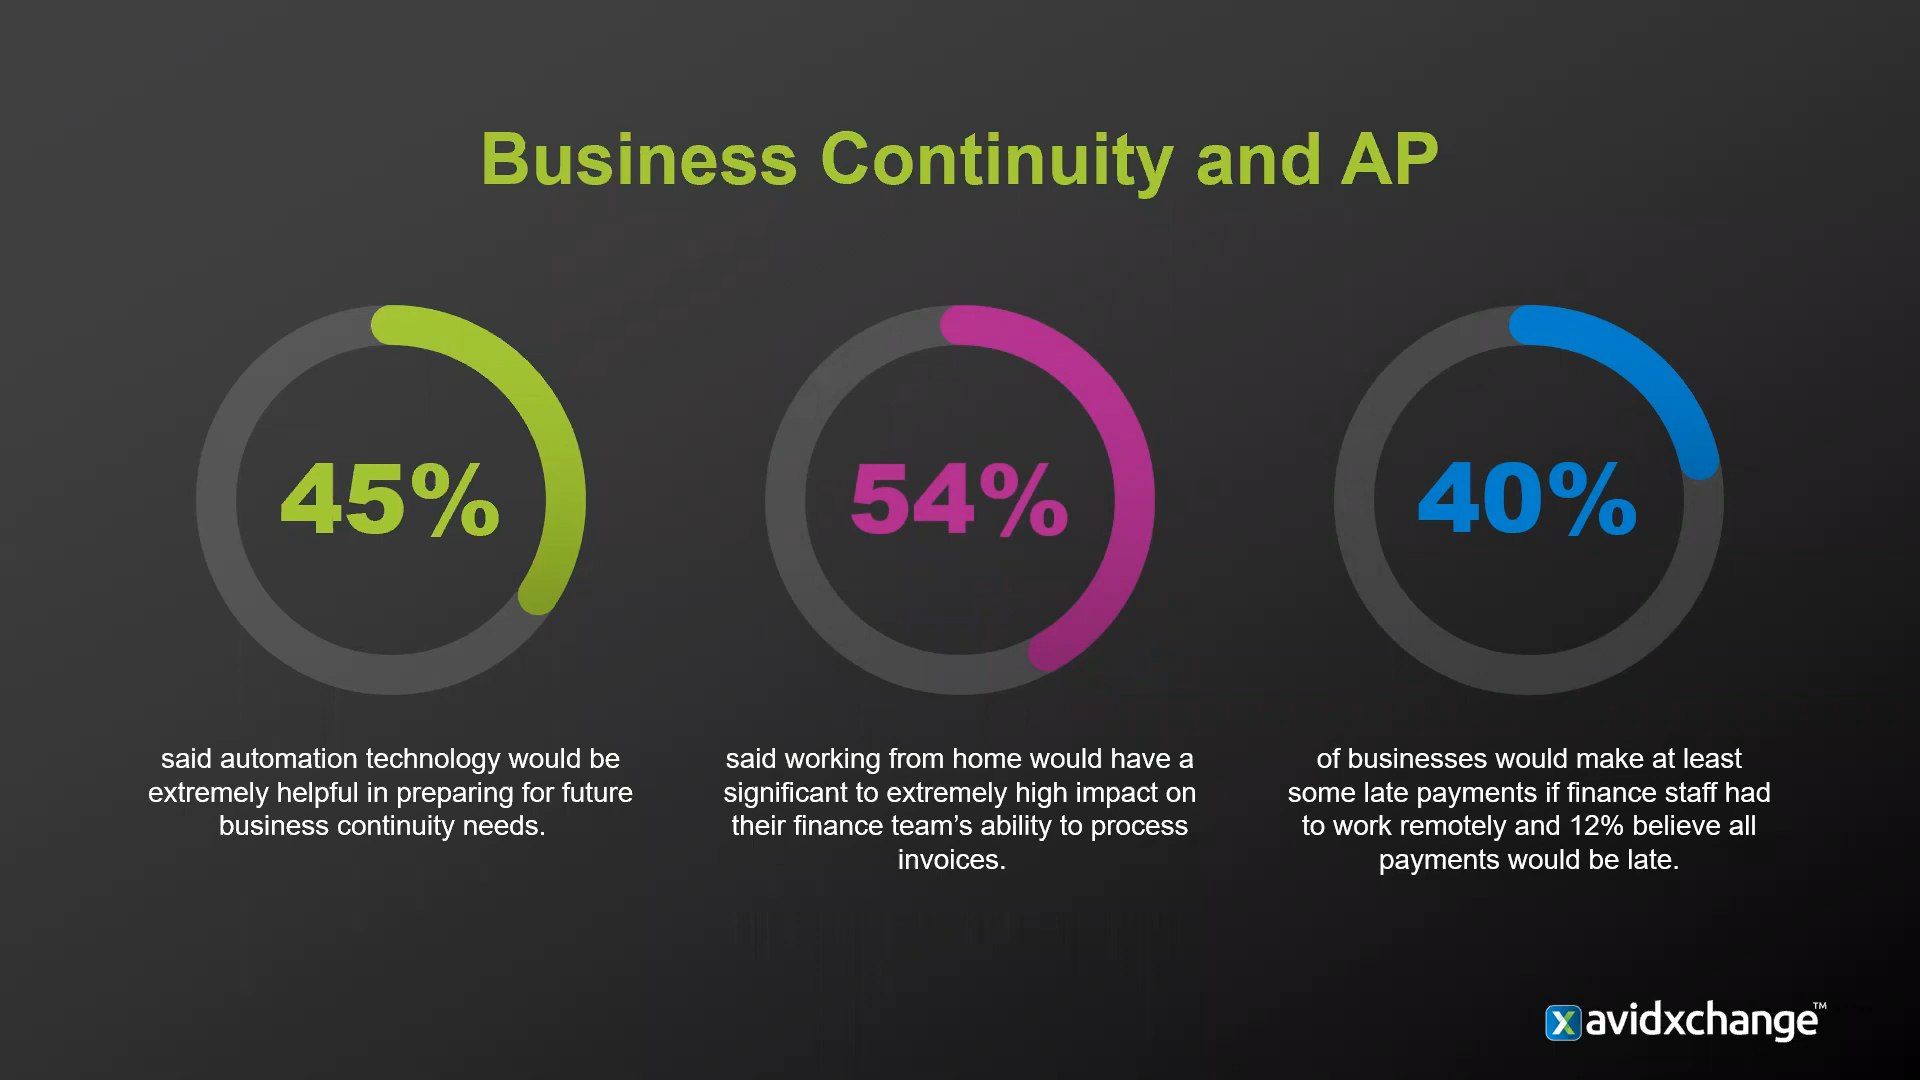 Business Continuity and AP
45%
54%
40%
said automation technology would be
extremely helpful in preparing for future
business continuity needs.
said working from home would have a
significant to extremely high impact on
their finance team’s ability to process
invoices.
of businesses would make at least
some late payments if finance staff had
to work remotely and 12% believe all
payments would be late.
x avidxchange™